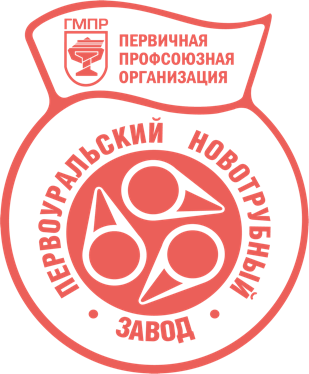 ГМПР
ПЕРВИЧНАЯ
ПРОФСОЮЗНАЯ
ОРГАНИЗАЦИЯ
ПЕРВОУРАЛЬСКИЙ НОВОТРУБНЫЙ
• ЗАВОД •